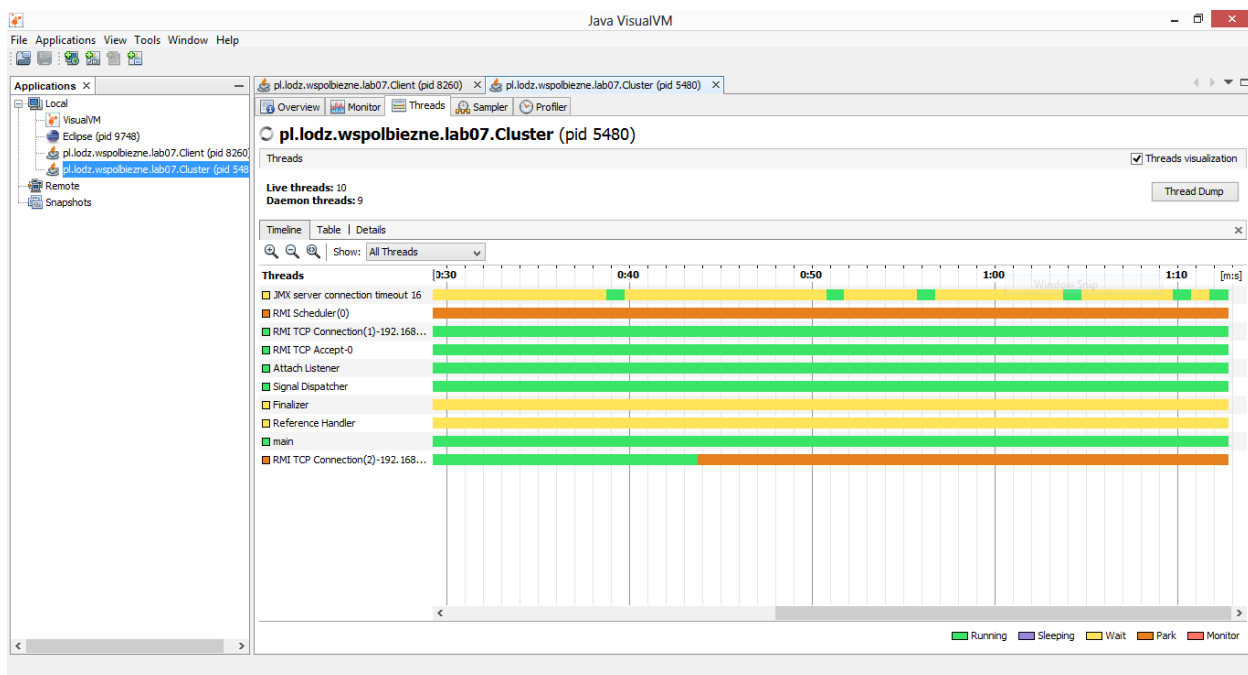 Java VisualVM
File Applications View Tools Window Help
Applications
Local
VisualVM
Eclipse (pid 9748)
pl.lodz.wspolbiezne.lab07.Client (pid 8260)
pl.lodz.wspolbiezne.lab07.Cluster (pid 548
Remote
Snapshots
pl.lodz.wspolbiezne.lab07.Client (pid 8260) pl.lodz.wspolbiezne.lab07.Cluster (pid 5480)
Overview Monitor Threads Sampler Profiler
pl.lodz.wspolbiezne.lab07.Cluster (pid 5480)
Threads Threads visualization
Live threads: 10
Daemon threads: 9
Thread Dump
Timeline Table Details
Show: All Threads
Threads 0:30 0:40 0:50 1:00 1:10 [m:s]
Window Snip
JMX server connection timeout 16
RMI Scheduler(0)
RMI TCP Connection(1)-192.168...
RMI TCP Accept-0
Attach Listener
Signal Dispatcher
Finalizer
Reference Handler
main
RMI TCP Connection(2)-192.168...
Running Sleeping Wait Park Monitor